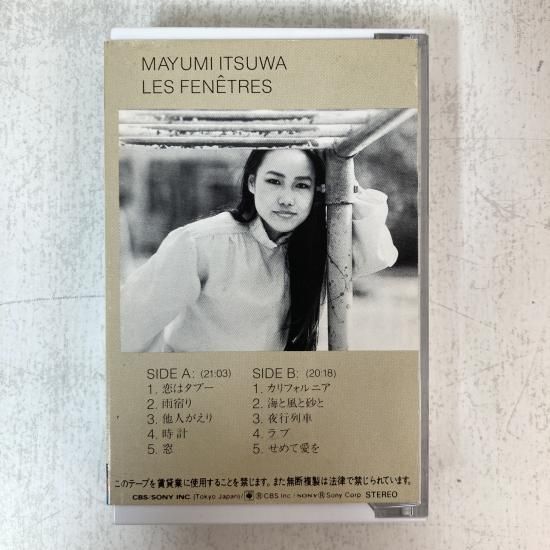 MAYUMI ITSUWA
LES FENÊTRES
SIDE A: (21:03)
1. 恋はタブー
2. 雨宿り
3. 他人がえり
4. 時計
5. 窓
SIDE B: (20:18)
1. カリフォルニア
2. 海と風と砂と
3. 夜行列車
4. ラブ
5. せめて愛を
このテープを賃貸業に使用することを禁じます。また無断複製は法律で禁じられています。
CBS/SONY INC. (Tokyo Japan)/ ® CBS Inc./SONY® Sony Corp. STEREO